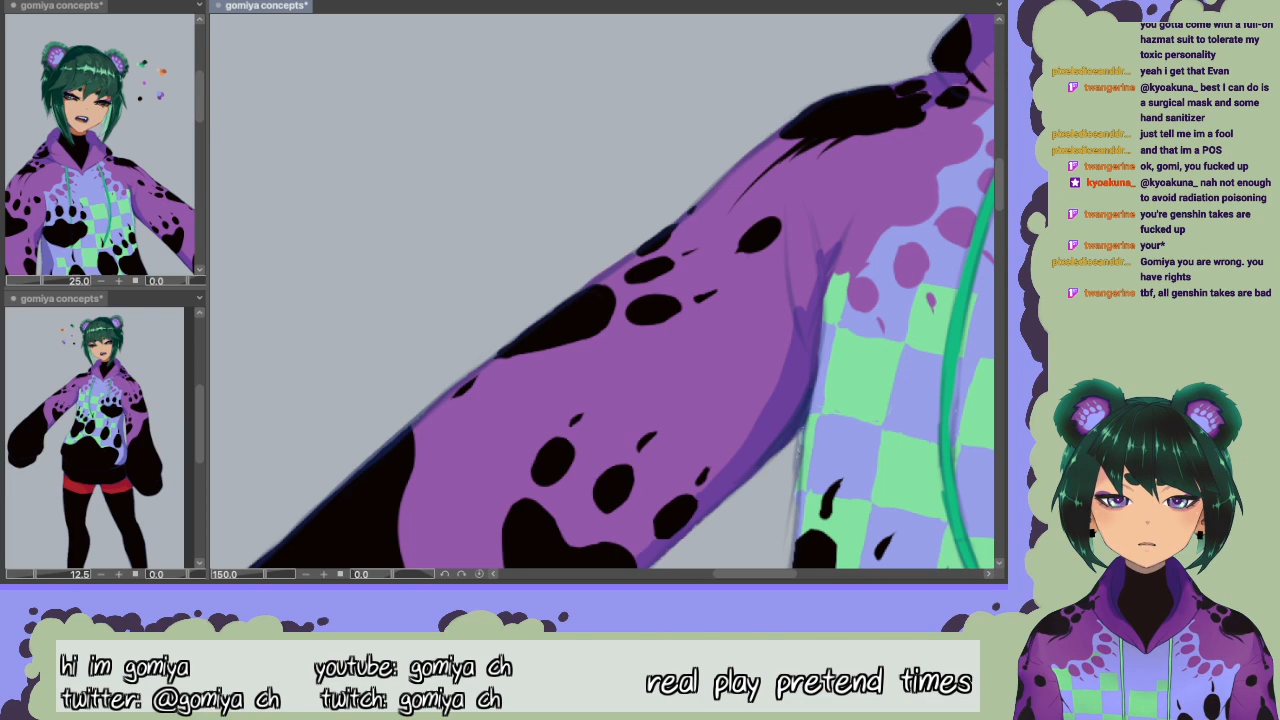 gomiya concepts*
gomiya concepts*
you gotta come with a full-on
hazmat suit to tolerate my
toxic personality
pixelsdiceanddr... yeah i get that Evan
twangerine @kyoakuna_ best I can do is
a surgical mask and some
hand sanitizer
pixelsdiceanddr... just tell me im a fool
pixelsdiceanddr... and that im a POS
twangerine ok, gomi, you fucked up
kyoakuna_ @kyoakuna_ nah not enough
to avoid radiation poisoning
twangerine you're genshin takes are
fucked up
twangerine your*
pixelsdiceanddr... Gomiya you are wrong. you
have rights
twangerine tbf, all genshin takes are bad
25.0 0.0
gomiya concepts*
12.5 0.0
150.0 0.0
hi im gomiya
twitter: @gomiya ch
youtube: gomiya ch
twitch: gomiya ch
real play pretend times